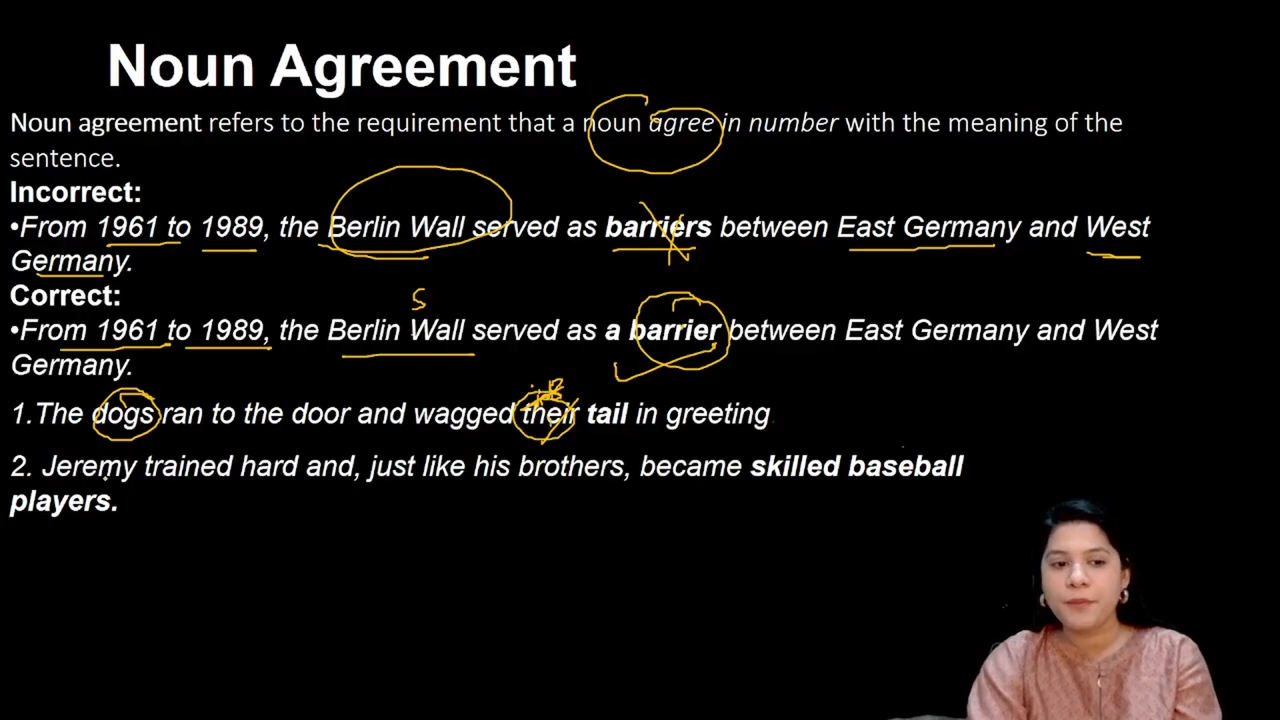 Noun Agreement
Noun agreement refers to the requirement that a noun agree in number with the meaning of the
sentence.
Incorrect:
•From 1961 to 1989, the Berlin Wall served as barriers between East Germany and West
Germany.
Correct:
S
•From 1961 to 1989, the Berlin Wall served as a barrier between East Germany and West
Germany.
1.The dogs ran to the door and wagged their tail in greeting
2. Jeremy trained hard and, just like his brothers, became skilled baseball
players.